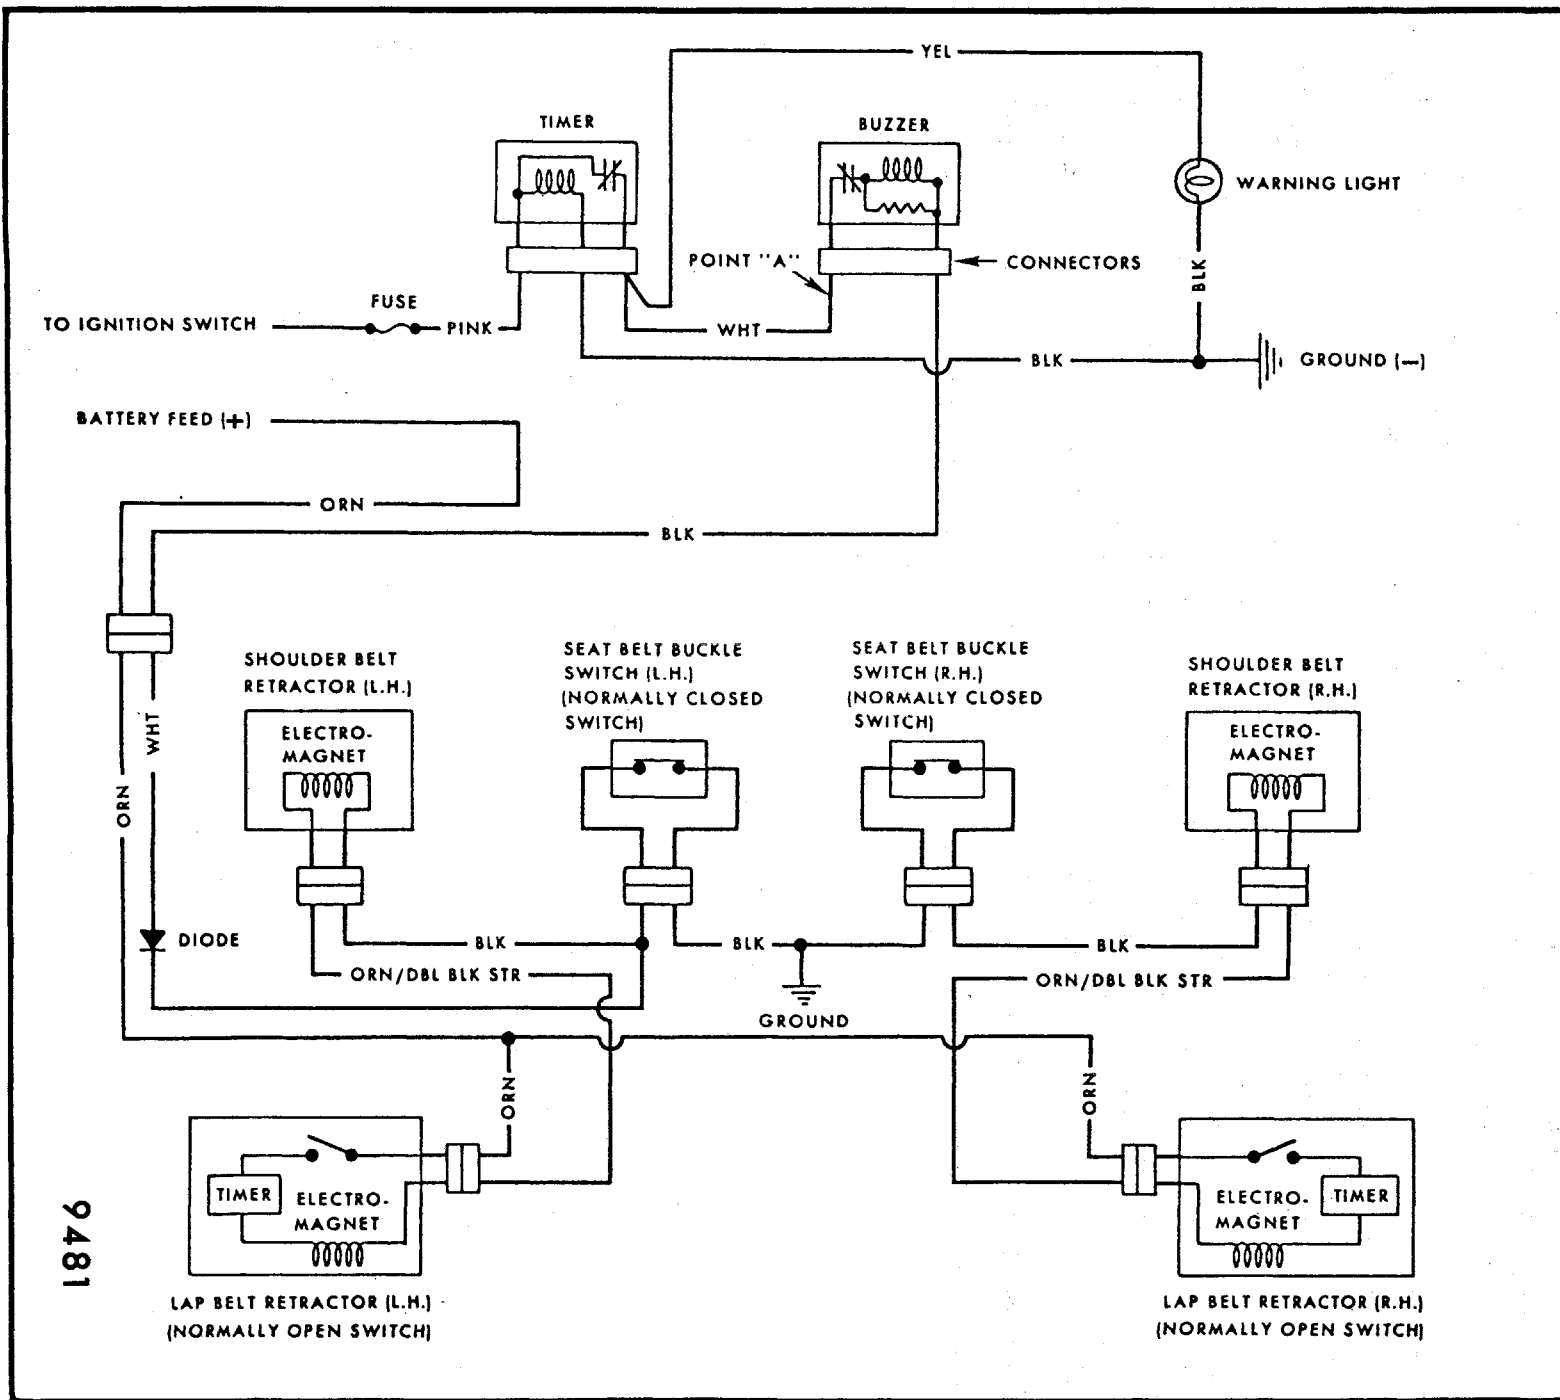 YEL
TIMER
BUZZER
WARNING LIGHT
POINT "A"
CONNECTORS
BLK
FUSE
TO IGNITION SWITCH
PINK
WHT
BLK
GROUND (—)
BATTERY FEED (+)
ORN
BLK
SHOULDER BELT
RETRACTOR (L.H.)
SEAT BELT BUCKLE
SWITCH (L.H.)
(NORMALLY CLOSED
SWITCH)
SEAT BELT BUCKLE
SWITCH (R.H.)
(NORMALLY CLOSED
SWITCH)
SHOULDER BELT
RETRACTOR (R.H.)
WHT
ORN
ELECTRO-
MAGNET
ELECTRO-
MAGNET
DIODE
BLK
BLK
BLK
ORN/DBL BLK STR
ORN/DBL BLK STR
GROUND
ORN
ORN
TIMER
ELECTRO-
MAGNET
ELECTRO-
MAGNET
TIMER
9481
LAP BELT RETRACTOR (L.H.)
(NORMALLY OPEN SWITCH)
LAP BELT RETRACTOR (R.H.)
(NORMALLY OPEN SWITCH)